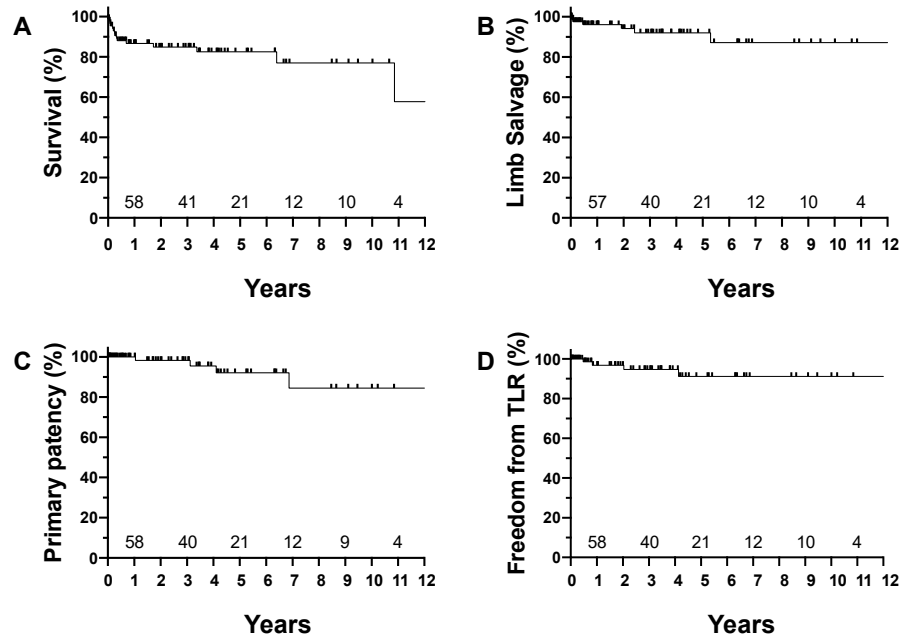 A
Survival (%)
100
80
60
40
20
0
58 41 21 12 10 4
0 1 2 3 4 5 6 7 8 9 10 11 12
Years
B
Limb Salvage (%)
100
80
60
40
20
0
57 40 21 12 10 4
0 1 2 3 4 5 6 7 8 9 10 11 12
Years
C
Primary patency (%)
100
80
60
40
20
0
58 40 21 12 9 4
0 1 2 3 4 5 6 7 8 9 10 11 12
Years
D
Freedom from TLR (%)
100
80
60
40
20
0
58 40 21 12 10 4
0 1 2 3 4 5 6 7 8 9 10 11 12
Years